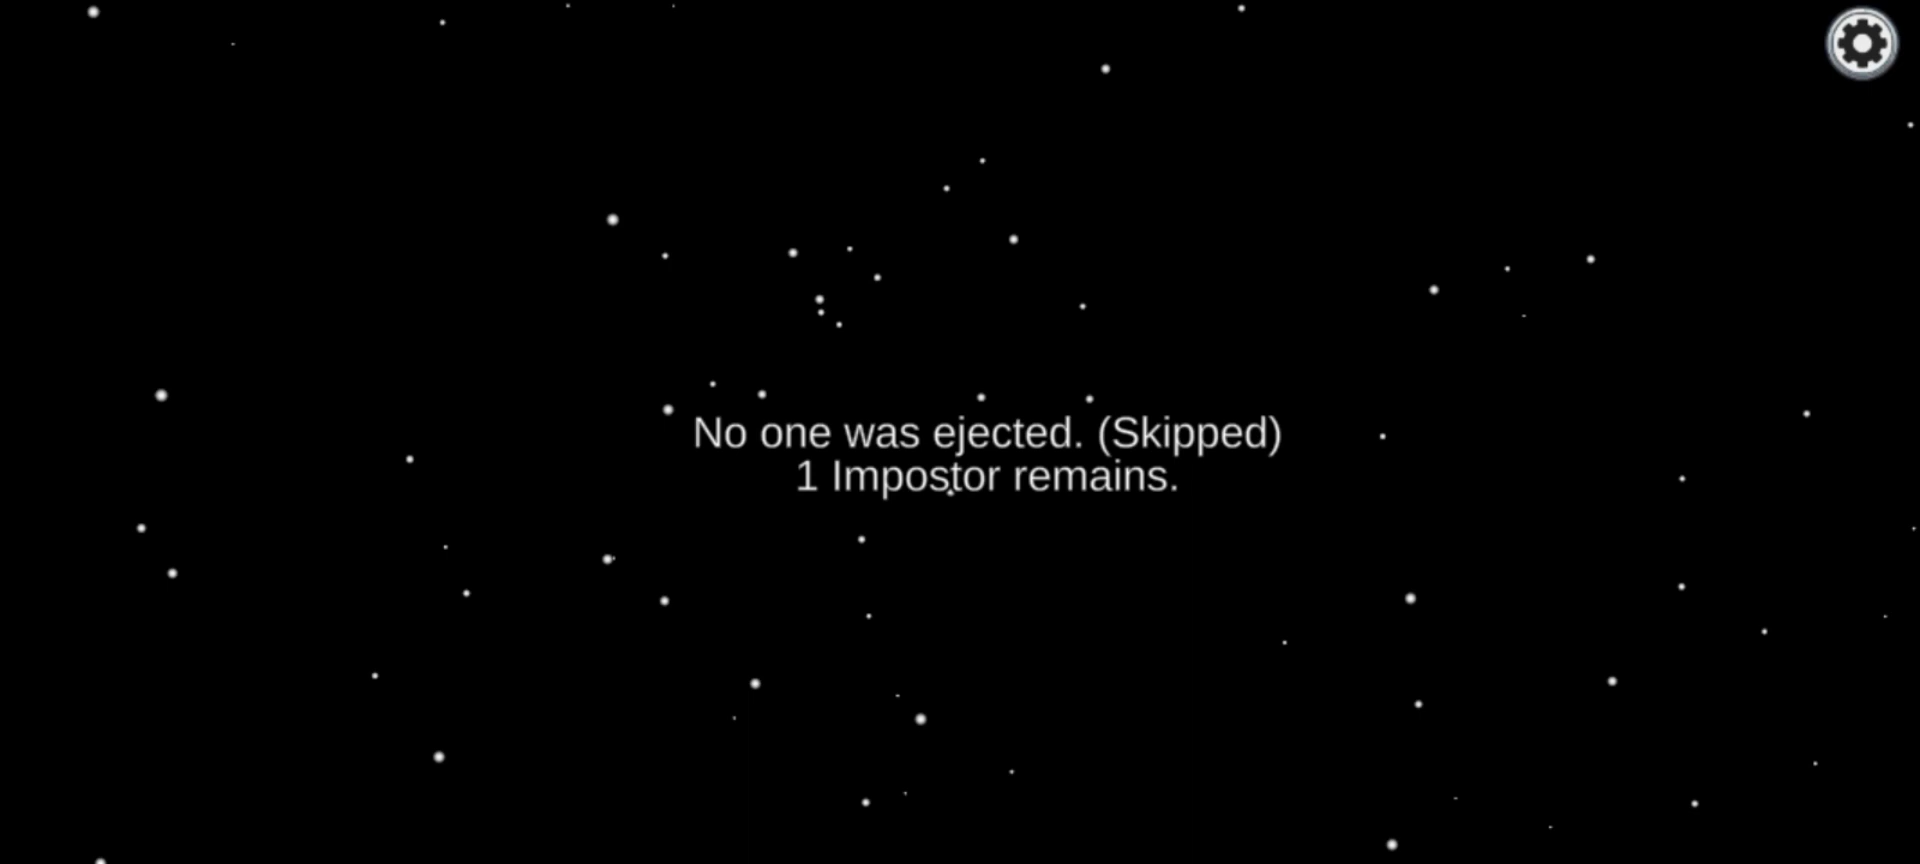 No one was ejected. (Skipped)
1 Impostor remains.